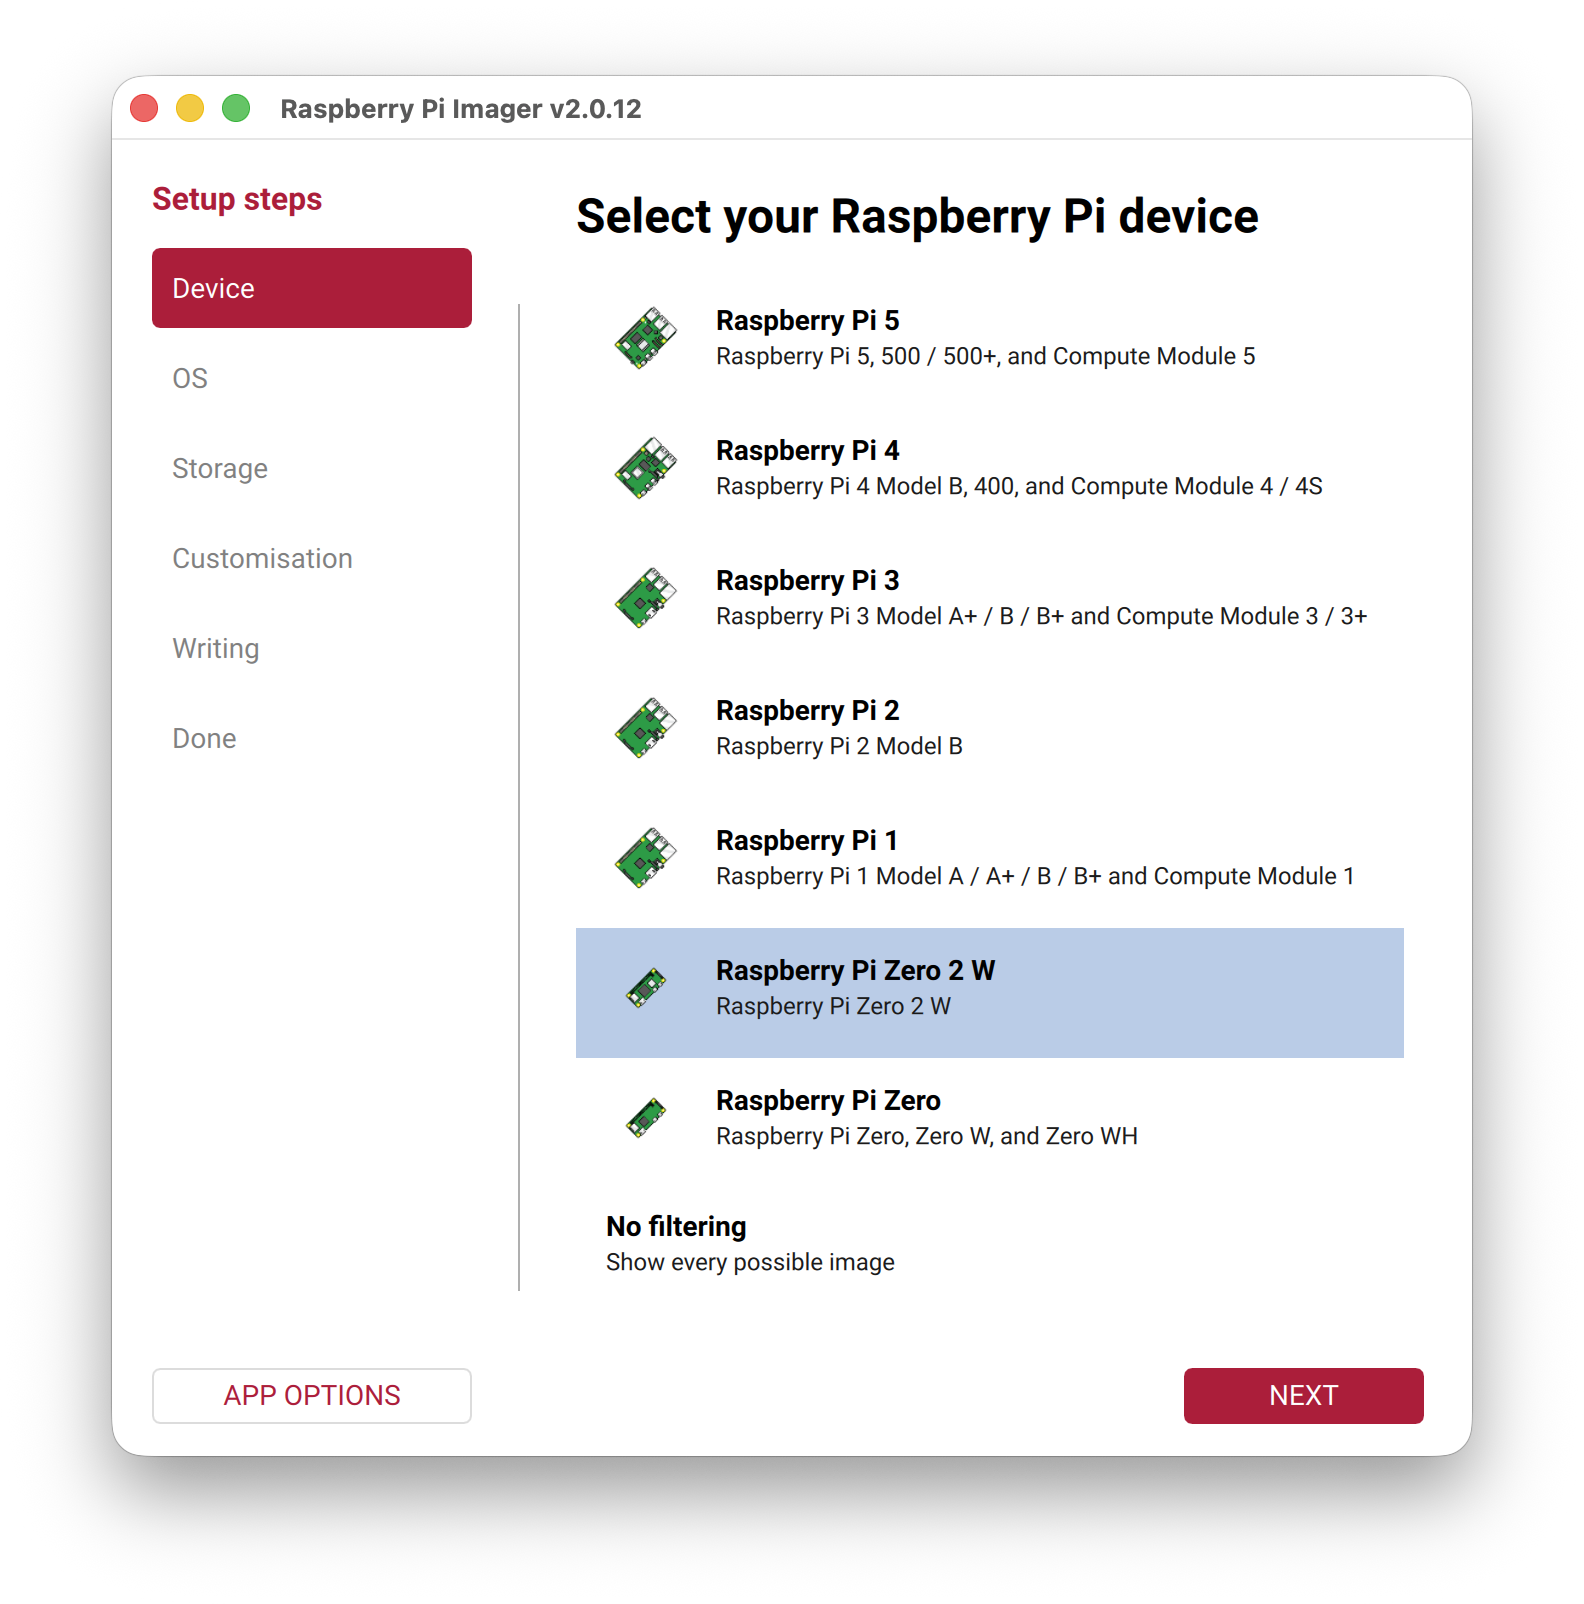 Raspberry Pi Imager v2.0.12
Setup steps
Device
OS
Storage
Customisation
Writing
Done
APP OPTIONS
Select your Raspberry Pi device
Raspberry Pi 5
Raspberry Pi 5, 500 / 500+, and Compute Module 5
Raspberry Pi 4
Raspberry Pi 4 Model B, 400, and Compute Module 4 / 4S
Raspberry Pi 3
Raspberry Pi 3 Model A+ / B / B+ and Compute Module 3 / 3+
Raspberry Pi 2
Raspberry Pi 2 Model B
Raspberry Pi 1
Raspberry Pi 1 Model A / A+ / B / B+ and Compute Module 1
Raspberry Pi Zero 2 W
Raspberry Pi Zero 2 W
Raspberry Pi Zero
Raspberry Pi Zero, Zero W, and Zero WH
No filtering
Show every possible image
NEXT